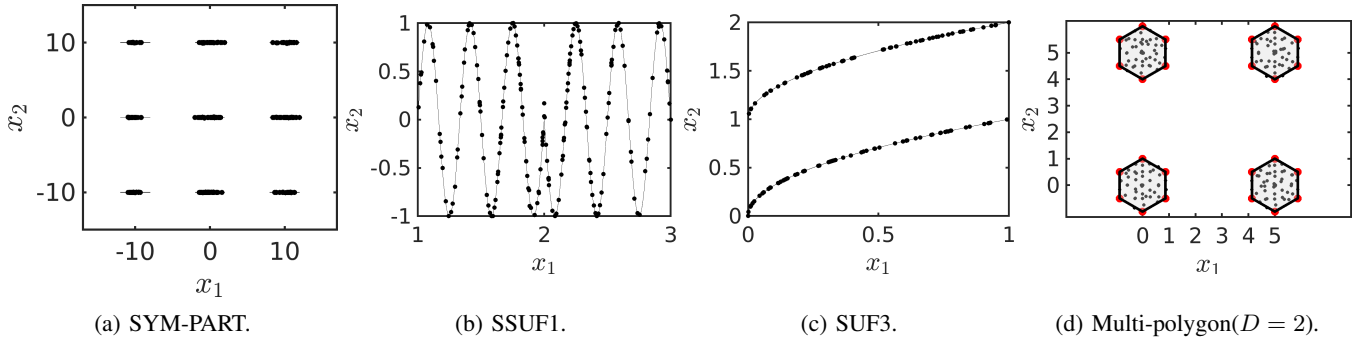 10
0
-10
x₂
-10 0 10
x₁
(a) SYM-PART.
1
0.5
0
-0.5
-1
x₂
1 2 3
x₁
(b) SSUF1.
2
1.5
1
0.5
0
x₂
0 0.5 1
x₁
(c) SUF3.
5
4
3
2
1
0
x₂
0 1 2 3 4 5
x₁
(d) Multi-polygon(D = 2).